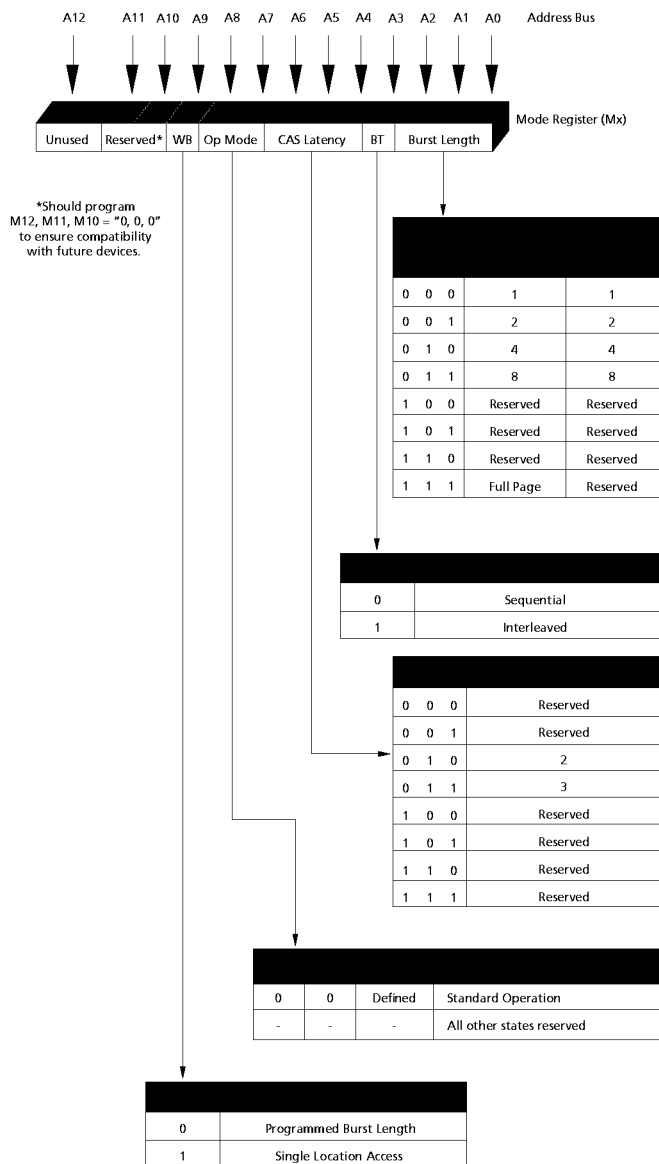 A12 A11 A10 A9 A8 A7 A6 A5 A4 A3 A2 A1 A0 Address Bus
Mode Register (Mx)
Unused Reserved* WB Op Mode CAS Latency BT Burst Length
*Should program
M12, M11, M10 = “0, 0, 0”
to ensure compatibility
with future devices.
0 0 0 1 1
0 0 1 2 2
0 1 0 4 4
0 1 1 8 8
1 0 0 Reserved Reserved
1 0 1 Reserved Reserved
1 1 0 Reserved Reserved
1 1 1 Full Page Reserved
0 Sequential
1 Interleaved
0 0 0 Reserved
0 0 1 Reserved
0 1 0 2
0 1 1 3
1 0 0 Reserved
1 0 1 Reserved
1 1 0 Reserved
1 1 1 Reserved
0 0 Defined Standard Operation
- - - All other states reserved
0 Programmed Burst Length
1 Single Location Access